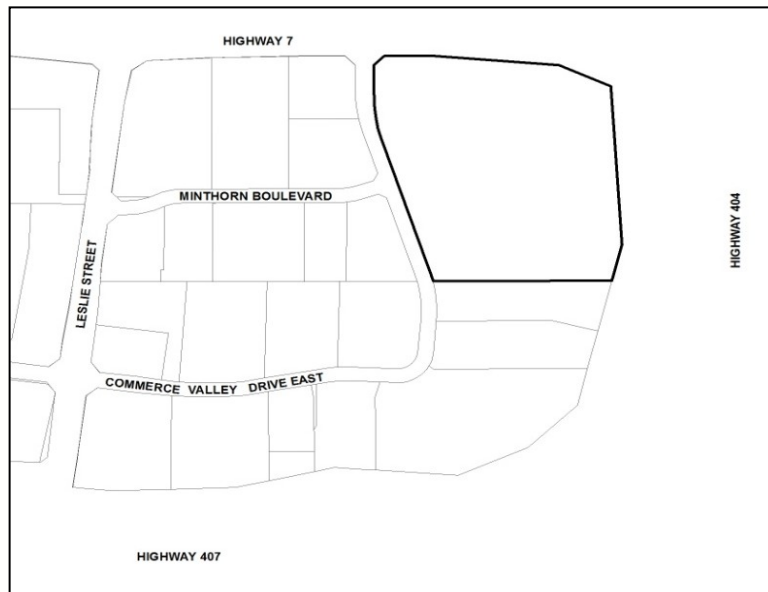 HIGHWAY 7
MINTHORN BOULEVARD
HIGHWAY 404
LESLIE STREET
COMMERCE VALLEY DRIVE EAST
HIGHWAY 407